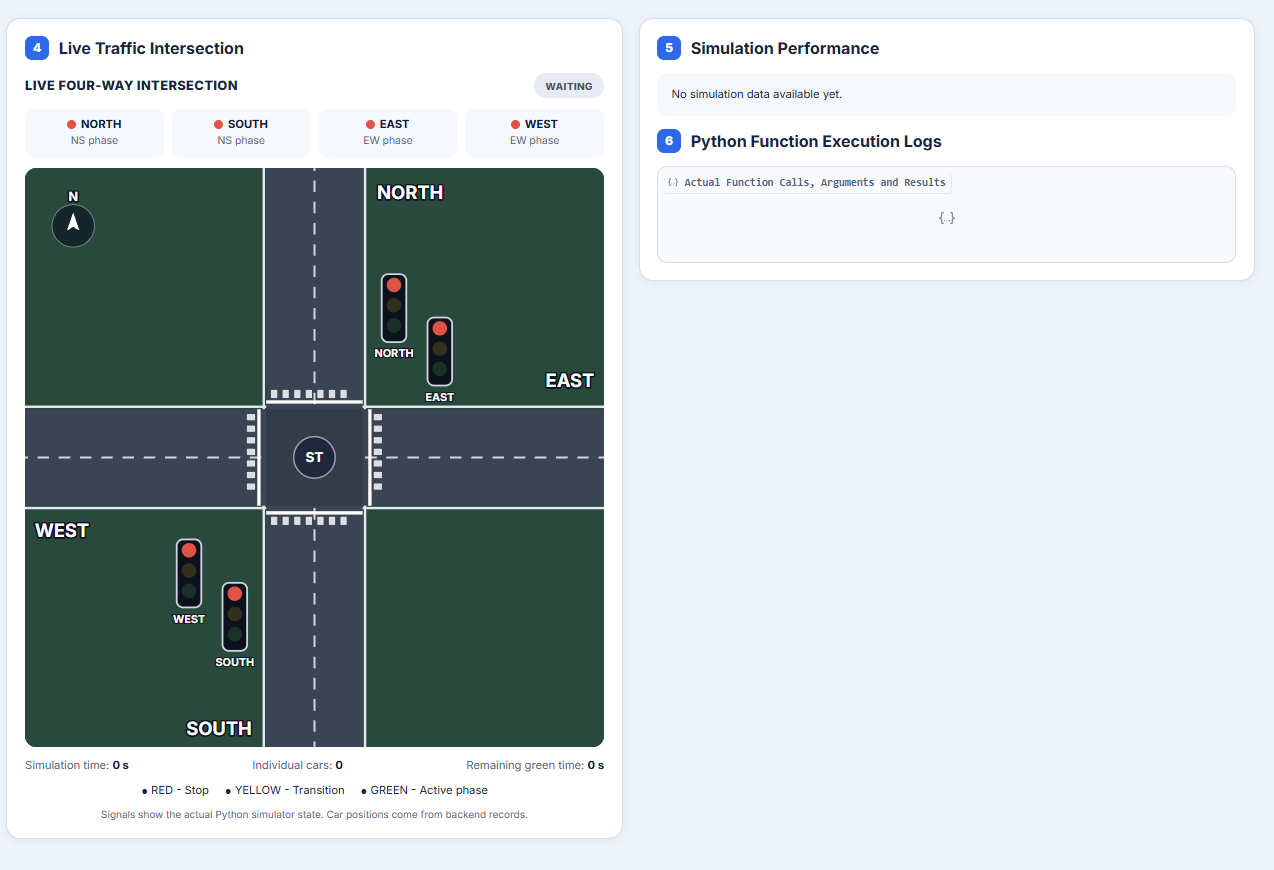 4 Live Traffic Intersection
LIVE FOUR-WAY INTERSECTION
WAITING
NORTH
NS phase
SOUTH
NS phase
EAST
EW phase
WEST
EW phase
N
NORTH
NORTH
EAST
EAST
ST
WEST
WEST
SOUTH
SOUTH
Simulation time: 0 s
Individual cars: 0
Remaining green time: 0 s
● RED - Stop ● YELLOW - Transition ● GREEN - Active phase
Signals show the actual Python simulator state. Car positions come from backend records.
5 Simulation Performance
No simulation data available yet.
6 Python Function Execution Logs
{.} Actual Function Calls, Arguments and Results
{..}